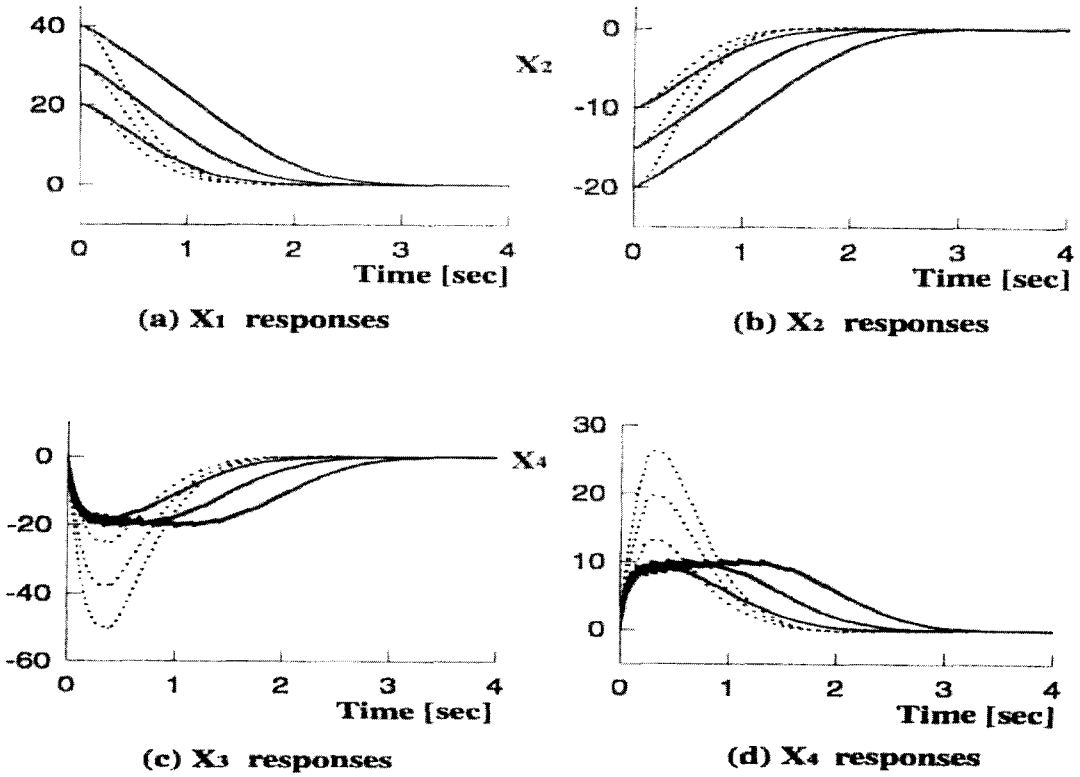 40
20
0
0 1 2 3 4
Time [sec]
(a) X1 responses
X2
0
-10
-20
0 1 2 3 4
Time [sec]
(b) X2 responses
0
-20
-40
-60
0 1 2 3 4
Time [sec]
(c) X3 responses
X4
30
20
10
0
0 1 2 3 4
Time [sec]
(d) X4 responses